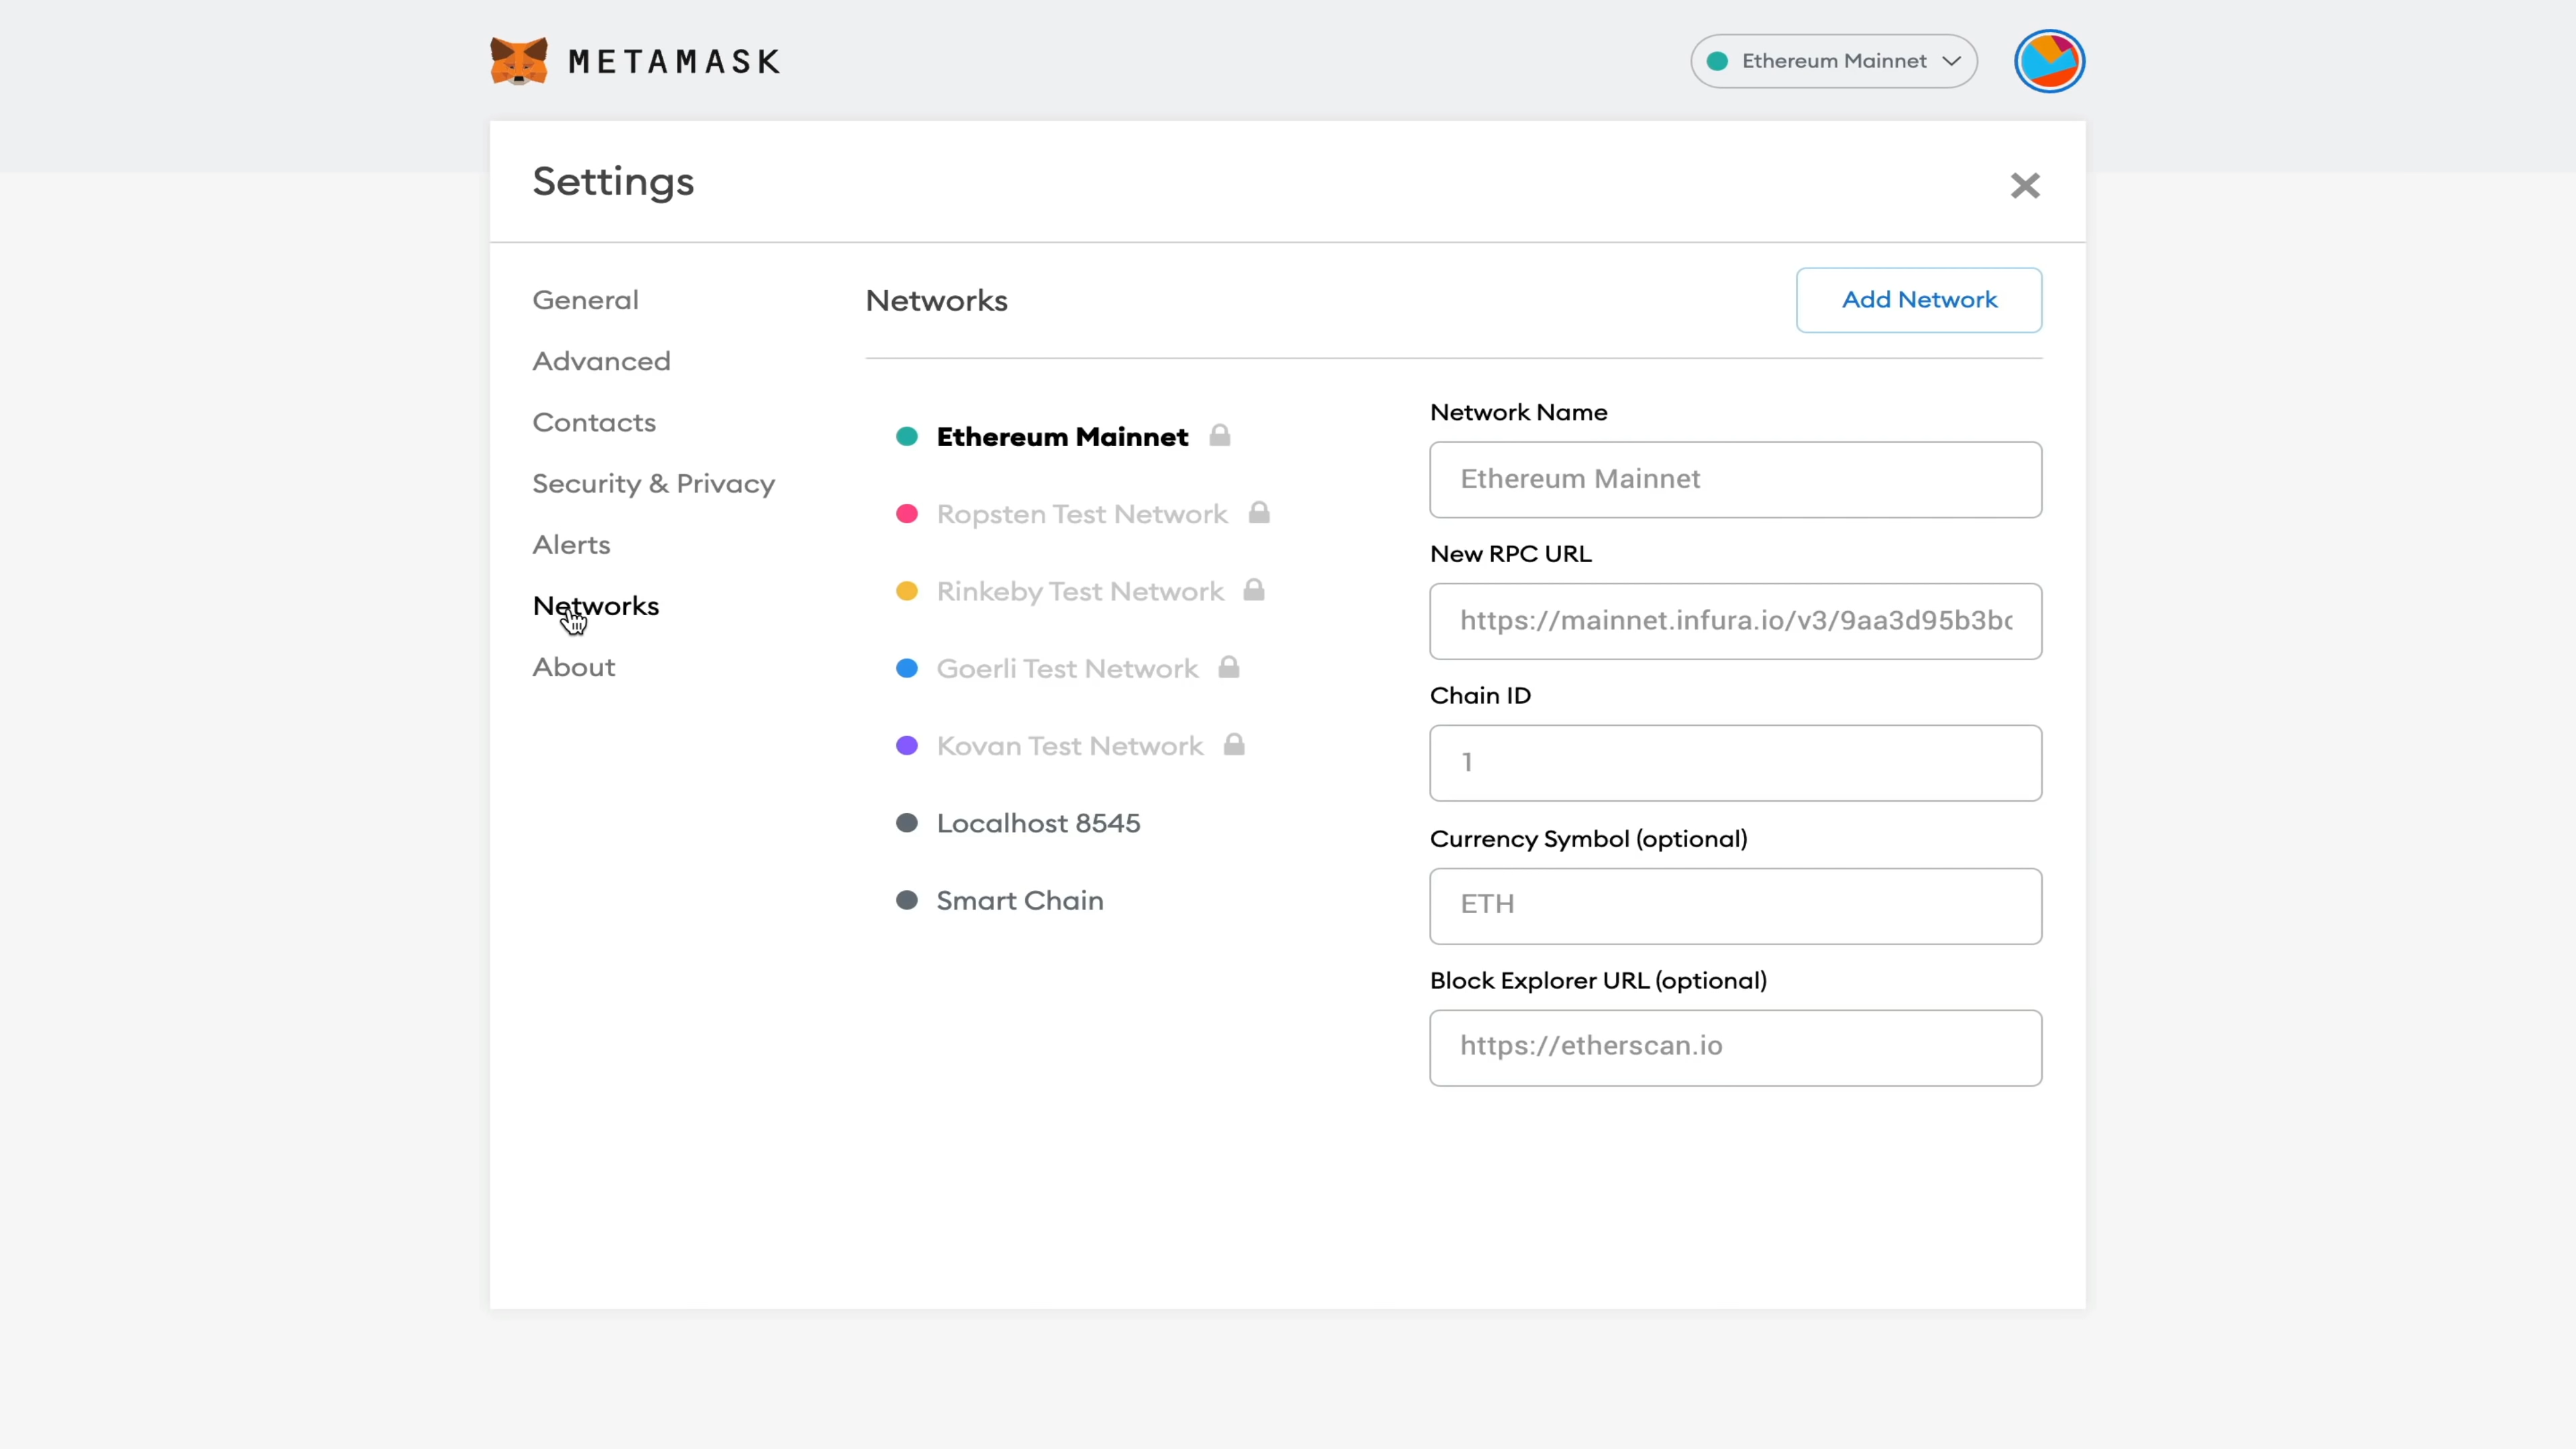 METAMASK
Ethereum Mainnet
Settings
General
Advanced
Contacts
Security & Privacy
Alerts
Networks
About
Networks
Add Network
Ethereum Mainnet
Ropsten Test Network
Rinkeby Test Network
Goerli Test Network
Kovan Test Network
Localhost 8545
Smart Chain
Network Name
Ethereum Mainnet
New RPC URL
https://mainnet.infura.io/v3/9aa3d95b3bc
Chain ID
1
Currency Symbol (optional)
ETH
Block Explorer URL (optional)
https://etherscan.io